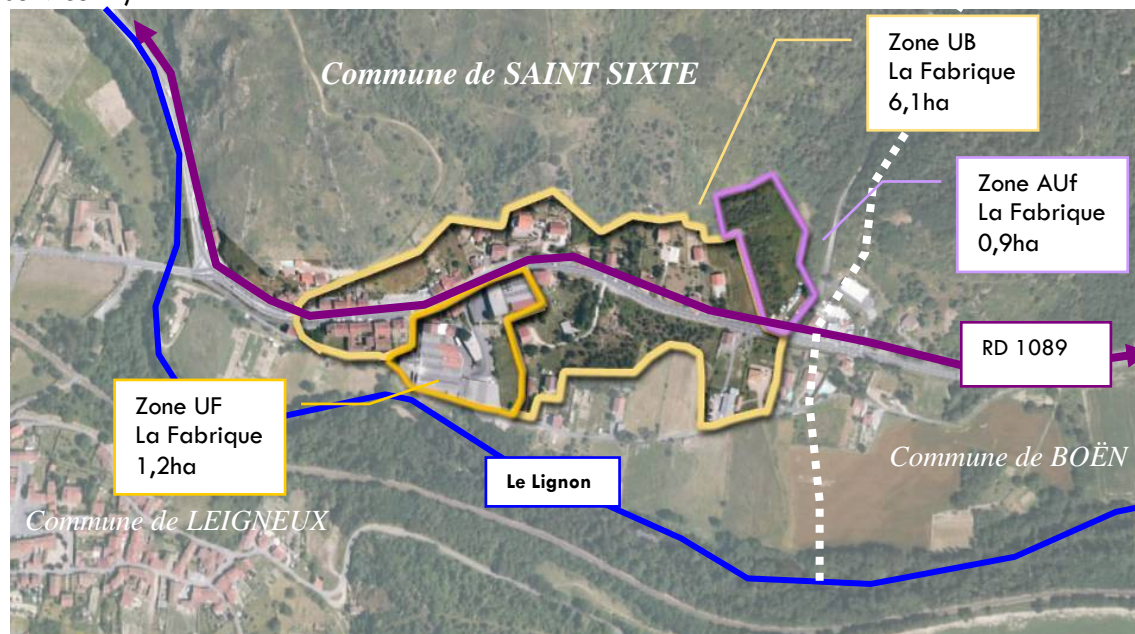 Commune de SAINT SIXTE
Zone UB
La Fabrique
6,1ha
Zone AUf
La Fabrique
0,9ha
RD 1089
Zone UF
La Fabrique
1,2ha
Le Lignon
Commune de BOËN
Commune de LEIGNEUX